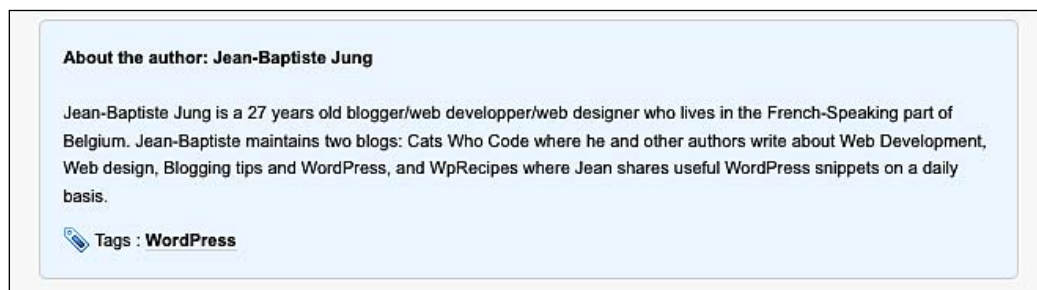 About the author: Jean-Baptiste Jung
Jean-Baptiste Jung is a 27 years old blogger/web developper/web designer who lives in the French-Speaking part of
Belgium. Jean-Baptiste maintains two blogs: Cats Who Code where he and other authors write about Web Development,
Web design, Blogging tips and WordPress, and WpRecipes where Jean shares useful WordPress snippets on a daily
basis.
Tags : WordPress